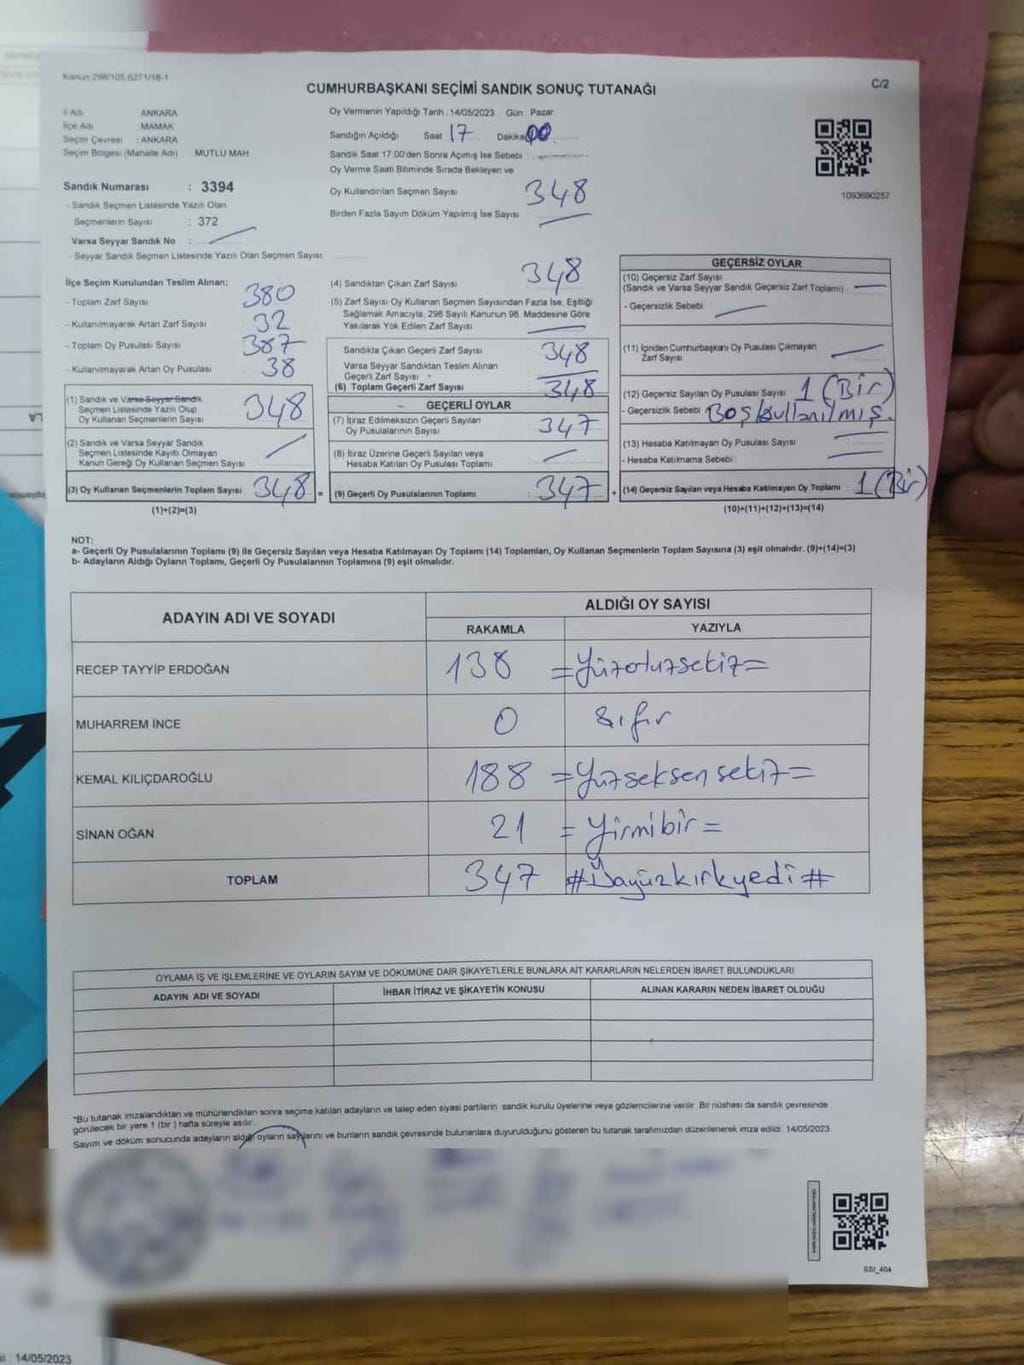 Kanun 298/105,6271/18-1
CUMHURBAŞKANI SEÇİMİ SANDIK SONUÇ TUTANAĞI
C/2
İl Adı ANKARA
İlçe Adı MAMAK
Seçim Çevresi : ANKARA
Seçim Bölgesi (Mahalle Adı) MUTLU MAH
Sandık Numarası : 3394
- Sandık Seçmen Listesinde Yazılı Olan
Seçmenlerin Sayısı : 372
Varsa Seyyar Sandık No :
- Seyyar Sandık Seçmen Listesinde Yazılı Olan Seçmen Sayısı:
Oy Vermenin Yapıldığı Tarih : 14/05/2023 Gün : Pazar
Sandığın Açıldığı Saat 17 Dakika 00
Sandık Saat 17:00'den Sonra Açılmış İse Sebebi :
Oy Verme Saati Bitiminde Sırada Bekleyen ve
Oy Kullandırılan Seçmen Sayısı 348
Birden Fazla Sayım Döküm Yapılmış İse Sayısı :
1093690257
İlçe Seçim Kurulundan Teslim Alınan;
- Toplam Zarf Sayısı 380
- Kullanılmayarak Artan Zarf Sayısı 32
- Toplam Oy Pusulası Sayısı 387
- Kullanılmayarak Artan Oy Pusulası 38
(1) Sandık ve Varsa Seyyar Sandık
Seçmen Listesinde Yazılı Olup
Oy Kullanan Seçmenlerin Sayısı 348
(2) Sandık ve Varsa Seyyar Sandık
Seçmen Listesinde Kayıtlı Olmayan
Kanun Gereği Oy Kullanan Seçmen Sayısı
(3) Oy Kullanan Seçmenlerin Toplam Sayısı 348 =
(1)+(2)=(3)
(4) Sandıktan Çıkan Zarf Sayısı 348
(5) Zarf Sayısı Oy Kullanan Seçmen Sayısından Fazla İse, Eşitliği
Sağlamak Amacıyla, 298 Sayılı Kanunun 98. Maddesine Göre
Yakılarak Yok Edilen Zarf Sayısı
Sandıkta Çıkan Geçerli Zarf Sayısı 348
Varsa Seyyar Sandıktan Teslim Alınan
Geçerli Zarf Sayısı
(6) Toplam Geçerli Zarf Sayısı 348
GEÇERLİ OYLAR
(7) İtiraz Edilmeksizin Geçerli Sayılan
Oy Pusulalarının Sayısı 347
(8) İtiraz Üzerine Geçerli Sayılan veya
Hesaba Katılan Oy Pusulası Toplamı
(9) Geçerli Oy Pusulalarının Toplamı 347 +
GEÇERSİZ OYLAR
(10) Geçersiz Zarf Sayısı
(Sandık ve Varsa Seyyar Sandık Geçersiz Zarf Toplamı)
- Geçersizlik Sebebi
(11) İçinden Cumhurbaşkanı Oy Pusulası Çıkmayan
Zarf Sayısı
(12) Geçersiz Sayılan Oy Pusulası Sayısı 1 (Bir)
- Geçersizlik Sebebi Boş kullanılmış.
(13) Hesaba Katılmayan Oy Pusulası Sayısı
- Hesaba Katılmama Sebebi
(14) Geçersiz Sayılan veya Hesaba Katılmayan Oy Toplamı 1 (Bir)
(10)+(11)+(12)+(13)=(14)
NOT:
a- Geçerli Oy Pusulalarının Toplamı (9) ile Geçersiz Sayılan veya Hesaba Katılmayan Oy Toplamı (14) Toplamları, Oy Kullanan Seçmenlerin Toplam Sayısına (3) eşit olmalıdır. (9)+(14)=(3)
b- Adayların Aldığı Oyların Toplamı, Geçerli Oy Pusulalarının Toplamına (9) eşit olmalıdır.
ADAYIN ADI VE SOYADI
ALDIĞI OY SAYISI
RAKAMLA YAZIYLA
RECEP TAYYİP ERDOĞAN 138 =Yüzotuzsekiz=
MUHARREM İNCE 0 sıfır
KEMAL KILIÇDAROĞLU 188 =Yüzseksen sekiz=
SİNAN OĞAN 21 =Yirmibir=
TOPLAM 347 #Üçyüzkırkyedi#
OYLAMA İŞ VE İŞLEMLERİNE VE OYLARIN SAYIM VE DÖKÜMÜNE DAİR ŞİKAYETLERLE BUNLARA AİT KARARLARIN NELERDEN İBARET BULUNDUKLARI
ADAYIN ADI VE SOYADI İHBAR İTİRAZ VE ŞİKAYETİN KONUSU ALINAN KARARIN NEDEN İBARET OLDUĞU
*Bu tutanak imzalandıktan ve mühürlendikten sonra seçime katılan adayların ve talep eden siyasi partilerin sandık kurulu üyelerine veya gözlemcilerine verilir. Bir nüshası da sandık çevresinde
görülecek bir yere 1 (bir) hafta süreyle asılır.
Sayım ve döküm sonucunda adayların aldığı oyların sayılarını ve bunların sandık çevresinde bulunanlara duyurulduğunu gösteren bu tutanak tarafımızdan düzenlenerek imza edildi. 14/05/2023
SSI_404
: 14/05/2023